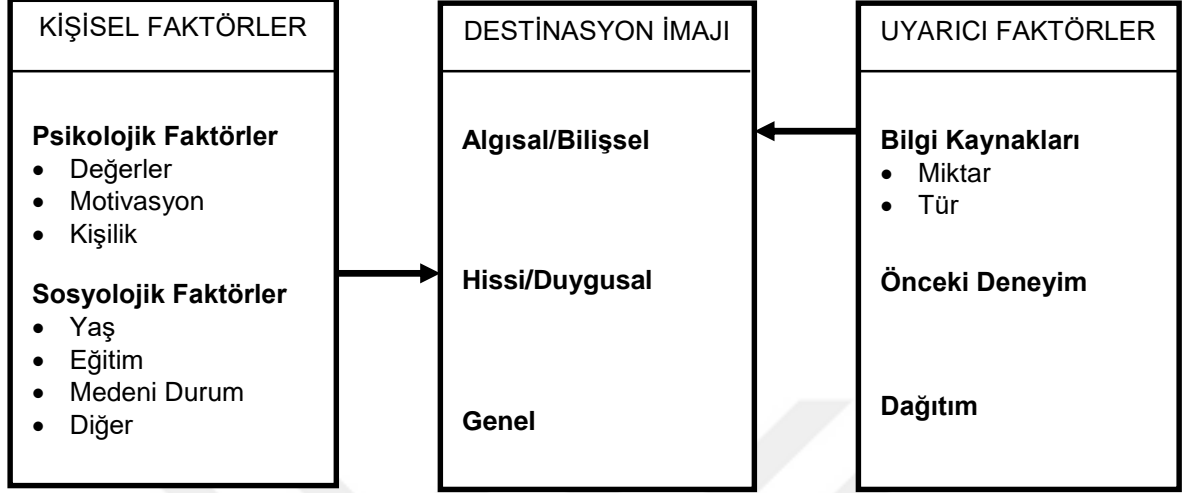 KİŞİSEL FAKTÖRLER
Psikolojik Faktörler
• Değerler
• Motivasyon
• Kişilik
Sosyolojik Faktörler
• Yaş
• Eğitim
• Medeni Durum
• Diğer
DESTİNASYON İMAJI
Algısal/Bilişsel
Hissi/Duygusal
Genel
UYARICI FAKTÖRLER
Bilgi Kaynakları
• Miktar
• Tür
Önceki Deneyim
Dağıtım